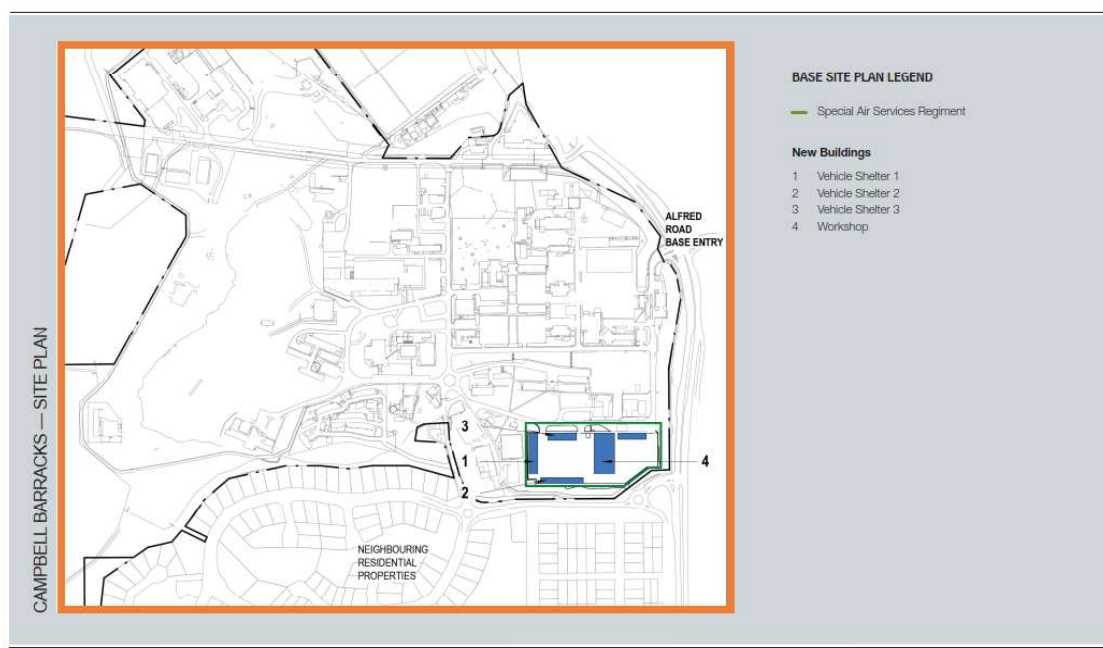 CAMPBELL BARRACKS — SITE PLAN
ALFRED
ROAD
BASE ENTRY
3
1
4
2
NEIGHBOURING
RESIDENTIAL
PROPERTIES
BASE SITE PLAN LEGEND
Special Air Services Regiment
New Buildings
1 Vehicle Shelter 1
2 Vehicle Shelter 2
3 Vehicle Shelter 3
4 Workshop